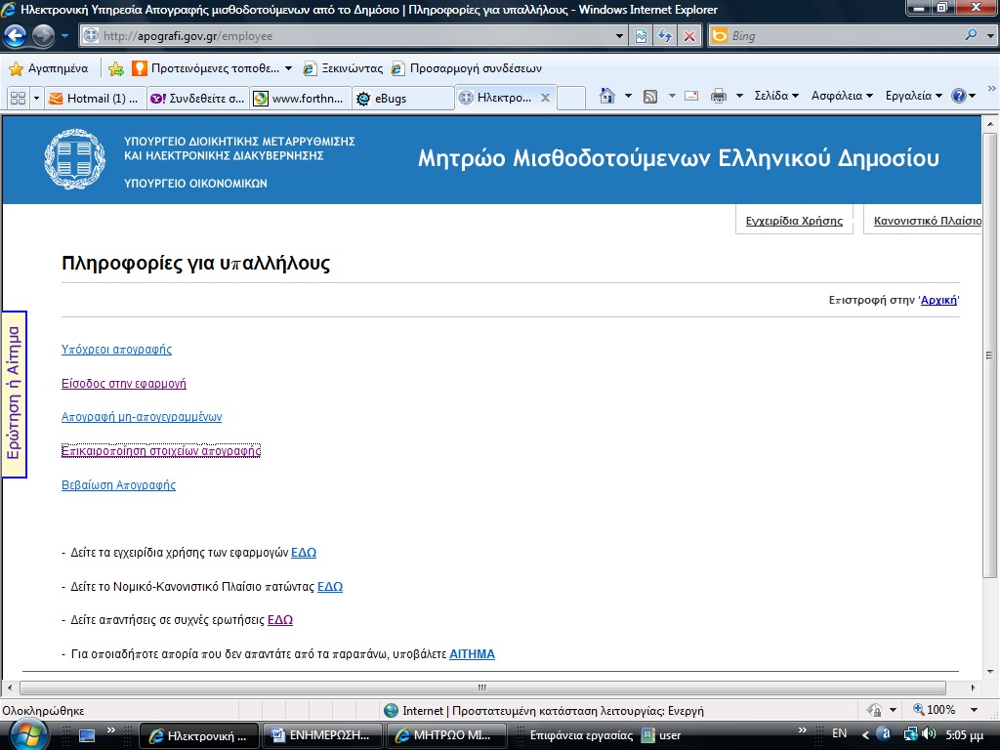 Ηλεκτρονική Υπηρεσία Απογραφής μισθοδοτούμενων από το Δημόσιο | Πληροφορίες για υπαλλήλους - Windows Internet Explorer
http://apografi.gov.gr/employee
Bing
Αγαπημένα
Προτεινόμενες τοποθε...
Ξεκινώντας
Προσαρμογή συνδέσεων
Hotmail (1) ...
Συνδεθείτε σ...
www.forthn...
eBugs
Ηλεκτρο...
Σελίδα
Ασφάλεια
Εργαλεία
ΥΠΟΥΡΓΕΙΟ ΔΙΟΙΚΗΤΙΚΗΣ ΜΕΤΑΡΡΥΘΜΙΣΗΣ
ΚΑΙ ΗΛΕΚΤΡΟΝΙΚΗΣ ΔΙΑΚΥΒΕΡΝΗΣΗΣ
ΥΠΟΥΡΓΕΙΟ ΟΙΚΟΝΟΜΙΚΩΝ
Μητρώο Μισθοδοτούμενων Ελληνικού Δημοσίου
Εγχειρίδια Χρήσης
Κανονιστικό Πλαίσιο
Πληροφορίες για υπαλλήλους
Επιστροφή στην 'Αρχική'
Ερώτηση ή Αίτημα
Υπόχρεοι απογραφής
Είσοδος στην εφαρμογή
Απογραφή μη-απογεγραμμένων
Επικαιροποίηση στοιχείων απογραφής
Βεβαίωση Απογραφής
- Δείτε τα εγχειρίδια χρήσης των εφαρμογών ΕΔΩ
- Δείτε το Νομικό-Κανονιστικό Πλαίσιο πατώντας ΕΔΩ
- Δείτε απαντήσεις σε συχνές ερωτήσεις ΕΔΩ
- Για οποιαδήποτε απορία που δεν απαντάτε από τα παραπάνω, υποβάλετε ΑΙΤΗΜΑ
Ολοκληρώθηκε
Internet | Προστατευμένη κατάσταση λειτουργίας: Ενεργή
100%
Ηλεκτρονική ...
ΕΝΗΜΕΡΩΣΗ...
ΜΗΤΡΩΟ ΜΙ...
Επιφάνεια εργασίας
user
EN
5:05 μμ